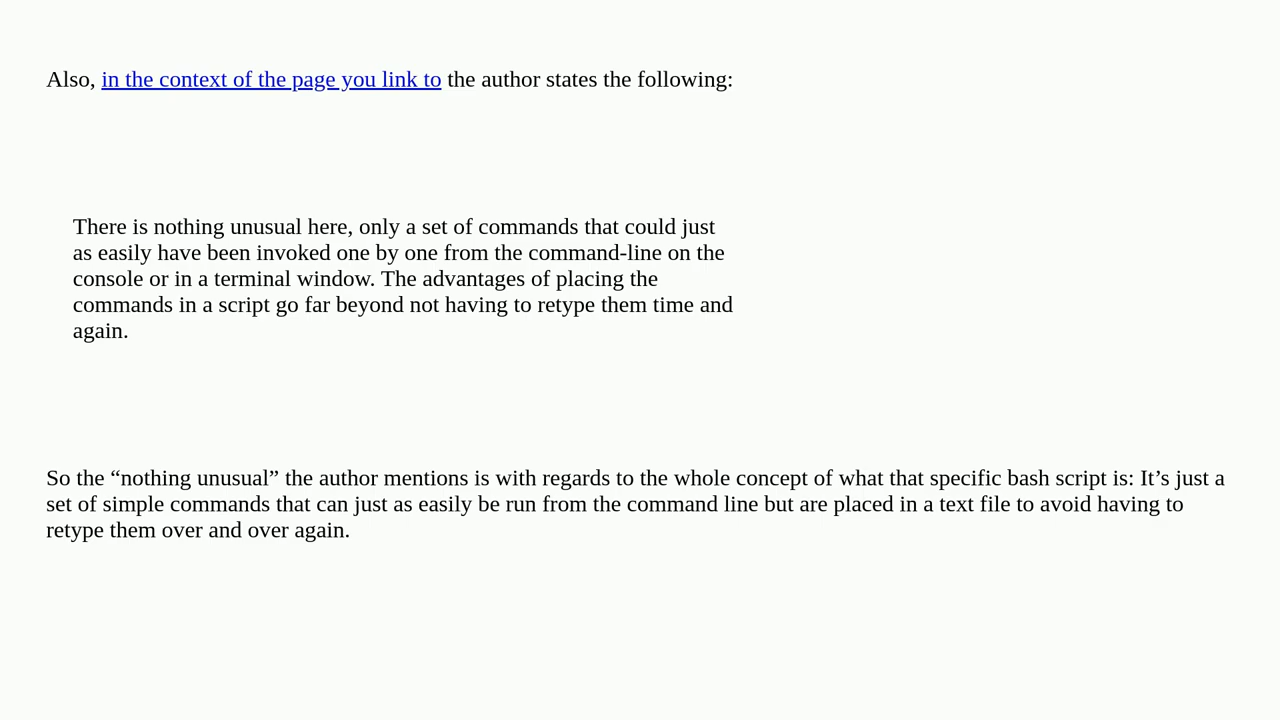 Also, in the context of the page you link to the author states the following:
There is nothing unusual here, only a set of commands that could just
as easily have been invoked one by one from the command-line on the
console or in a terminal window. The advantages of placing the
commands in a script go far beyond not having to retype them time and
again.
So the “nothing unusual” the author mentions is with regards to the whole concept of what that specific bash script is: It’s just a
set of simple commands that can just as easily be run from the command line but are placed in a text file to avoid having to
retype them over and over again.